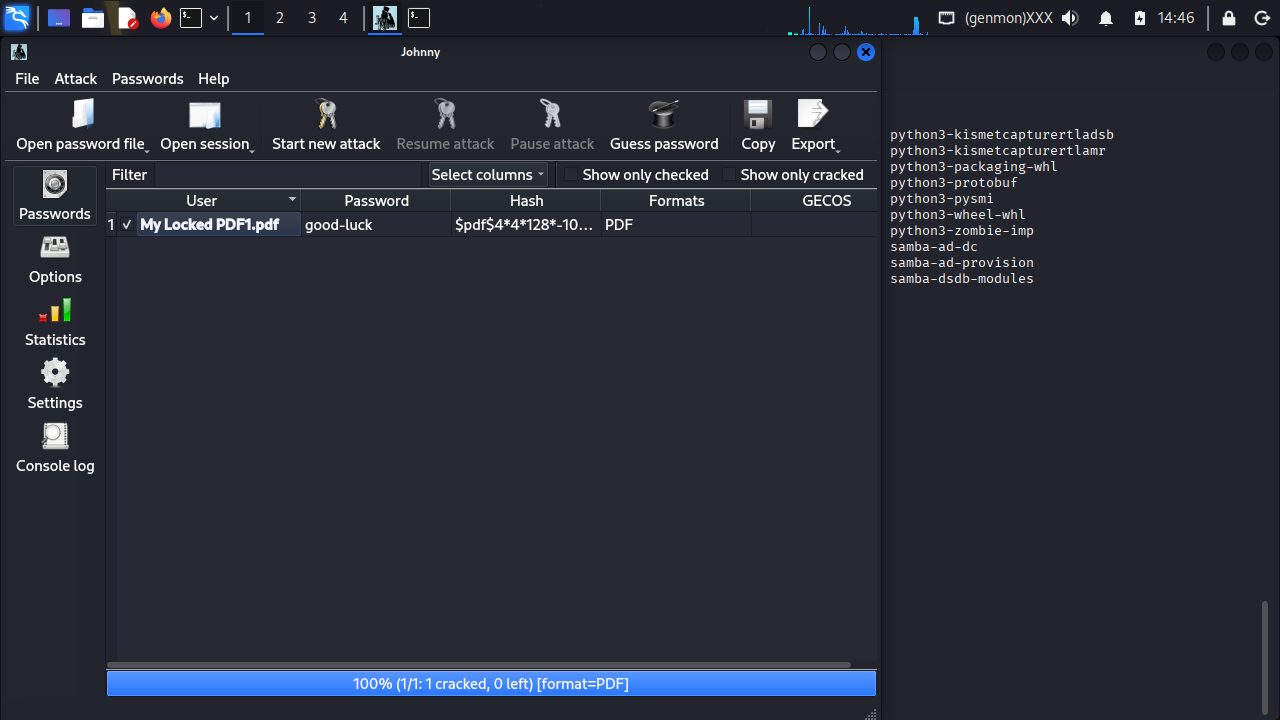 1 2 3 4 (genmon)XXX 14:46
Johnny
File Attack Passwords Help
Open password file Open session Start new attack Resume attack Pause attack Guess password Copy Export
Filter Select columns Show only checked Show only cracked
User Password Hash Formats GECOS
1 My Locked PDF1.pdf good-luck $pdf$4*4*128*-10... PDF
Passwords
Options
Statistics
Settings
Console log
100% (1/1: 1 cracked, 0 left) [format=PDF]
python3-kismetcapturertladsb
python3-kismetcapturertlamr
python3-packaging-whl
python3-protobuf
python3-pysmi
python3-wheel-whl
python3-zombie-imp
samba-ad-dc
samba-ad-provision
samba-dsdb-modules